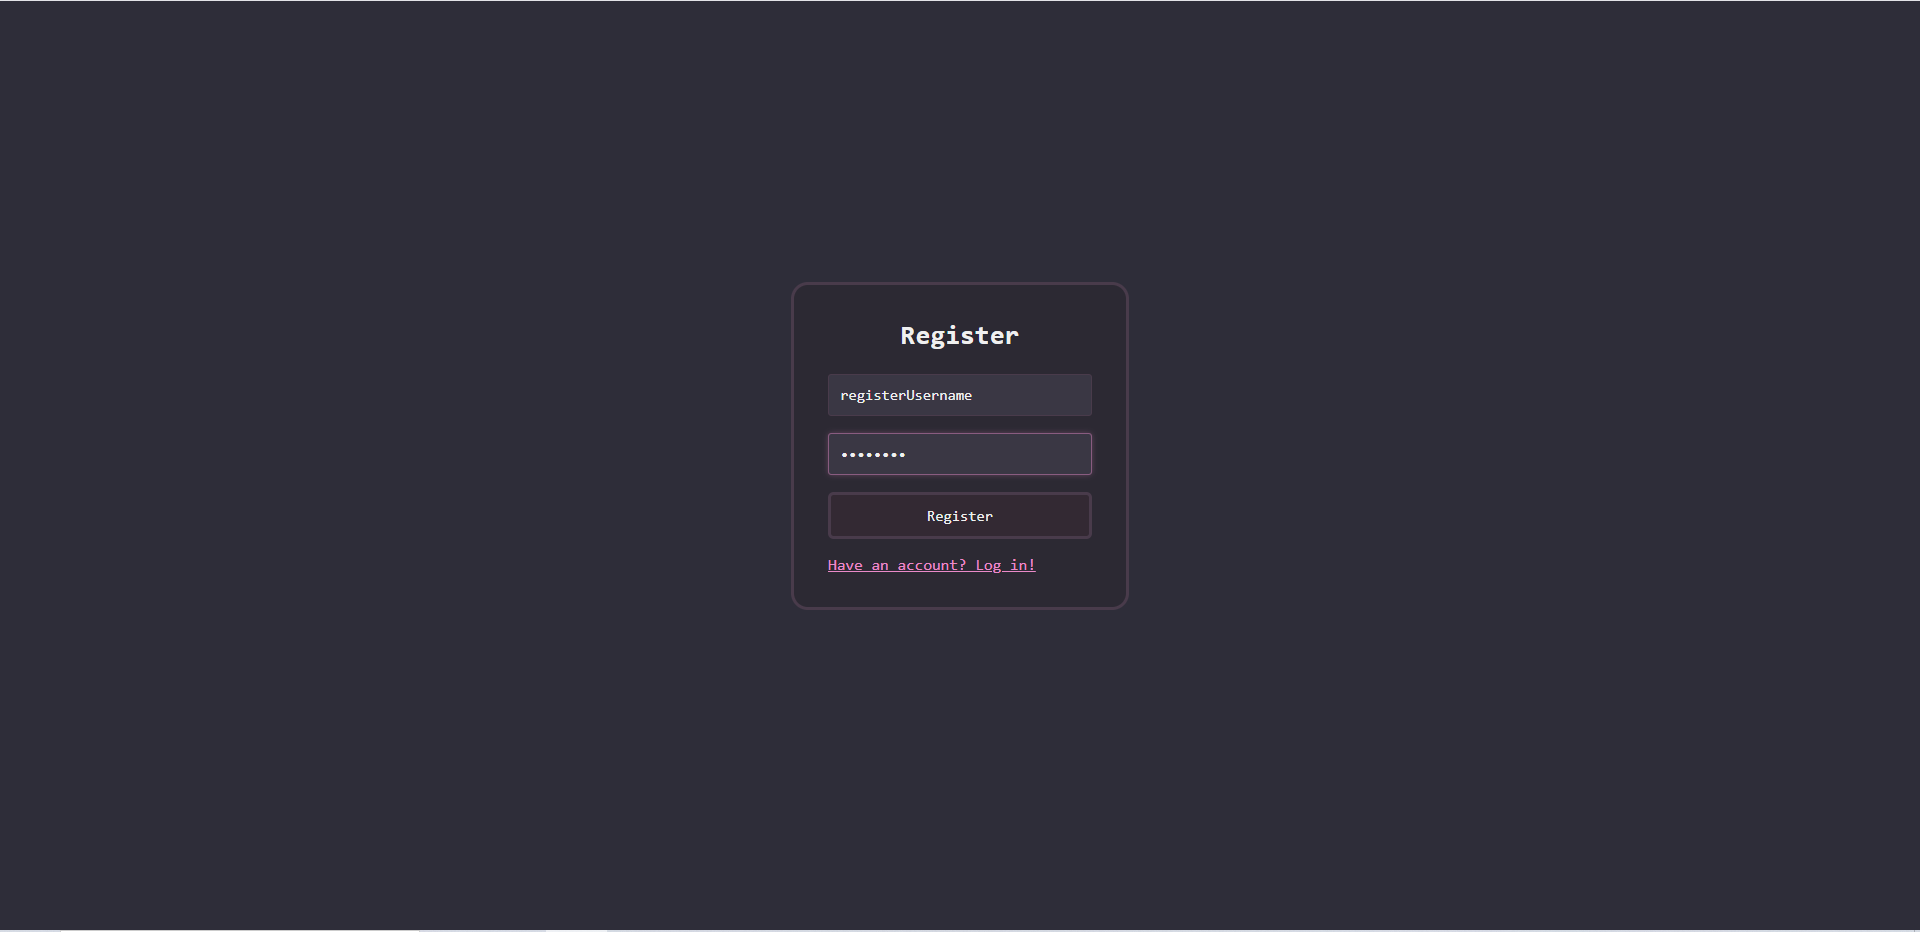 Register
registerUsername
••••••••
Register
Have an account? Log in!